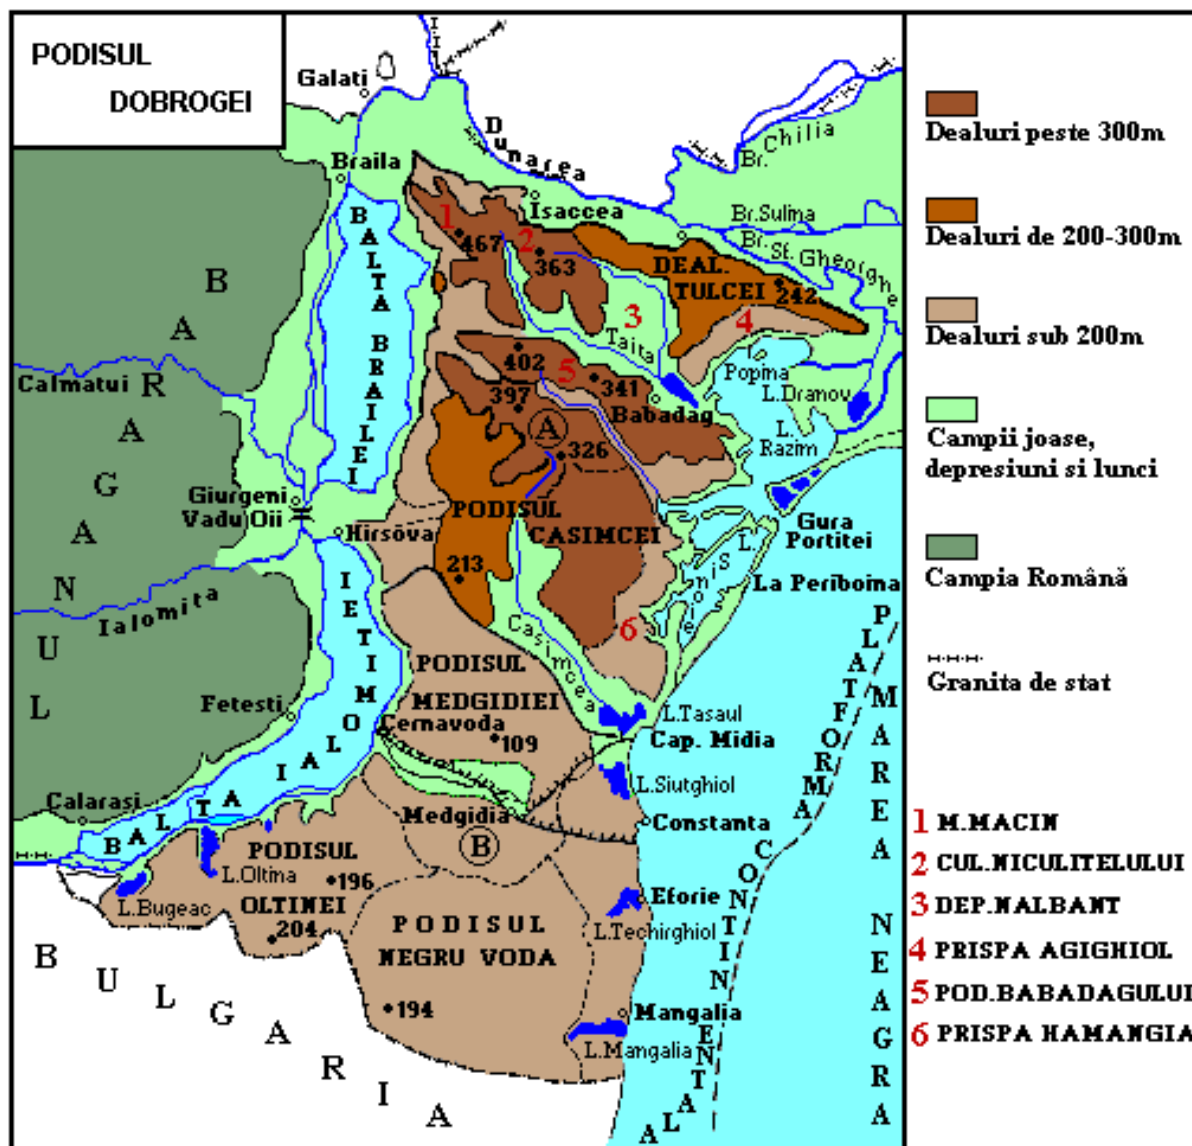 PODISUL
DOBROGEI
Galati
Braila
Dunarea
Isaccea
Br. Chilia
Br.Sulina
Br.St.Gheorghe
BALTA BRAILEI
1
467
2
363
DEAL.
TULCEI
242
3
4
Taita
402
5
341
397
Babadag
Popina
L.Dranov
L.
Razim
A
326
BARAGANUL
Calmatui
Giurgeni
Vadu Oii
Hirsova
PODISUL
CASIMCEI
213
Gura
Portitei
L. Sinoie
La Periboina
Ialomita
6
Casimcea
BALTA IALOMITEI
PODISUL
MEDGIDIEI
Fetesti
Cernavoda
109
L.Tasaul
Cap. Midia
L.Siutghiol
Calarasi
Medgidia
Constanta
B
PODISUL
OLTINEI
L.Oltina
196
L.Bugeac
204
Eforie
L.Techirghiol
PODISUL
NEGRU VODA
194
Mangalia
L.Mangalia
BULGARIA
PLATFORMA CONTINENTALA
MAREA NEAGRA
Dealuri peste 300m
Dealuri de 200-300m
Dealuri sub 200m
Campii joase,
depresiuni si lunci
Campia Română
Granita de stat
1 M.MACIN
2 CUL.NICULITELULUI
3 DEP.NALBANT
4 PRISPA AGIGHIOL
5 POD.BABADAGULUI
6 PRISPA HAMANGIA